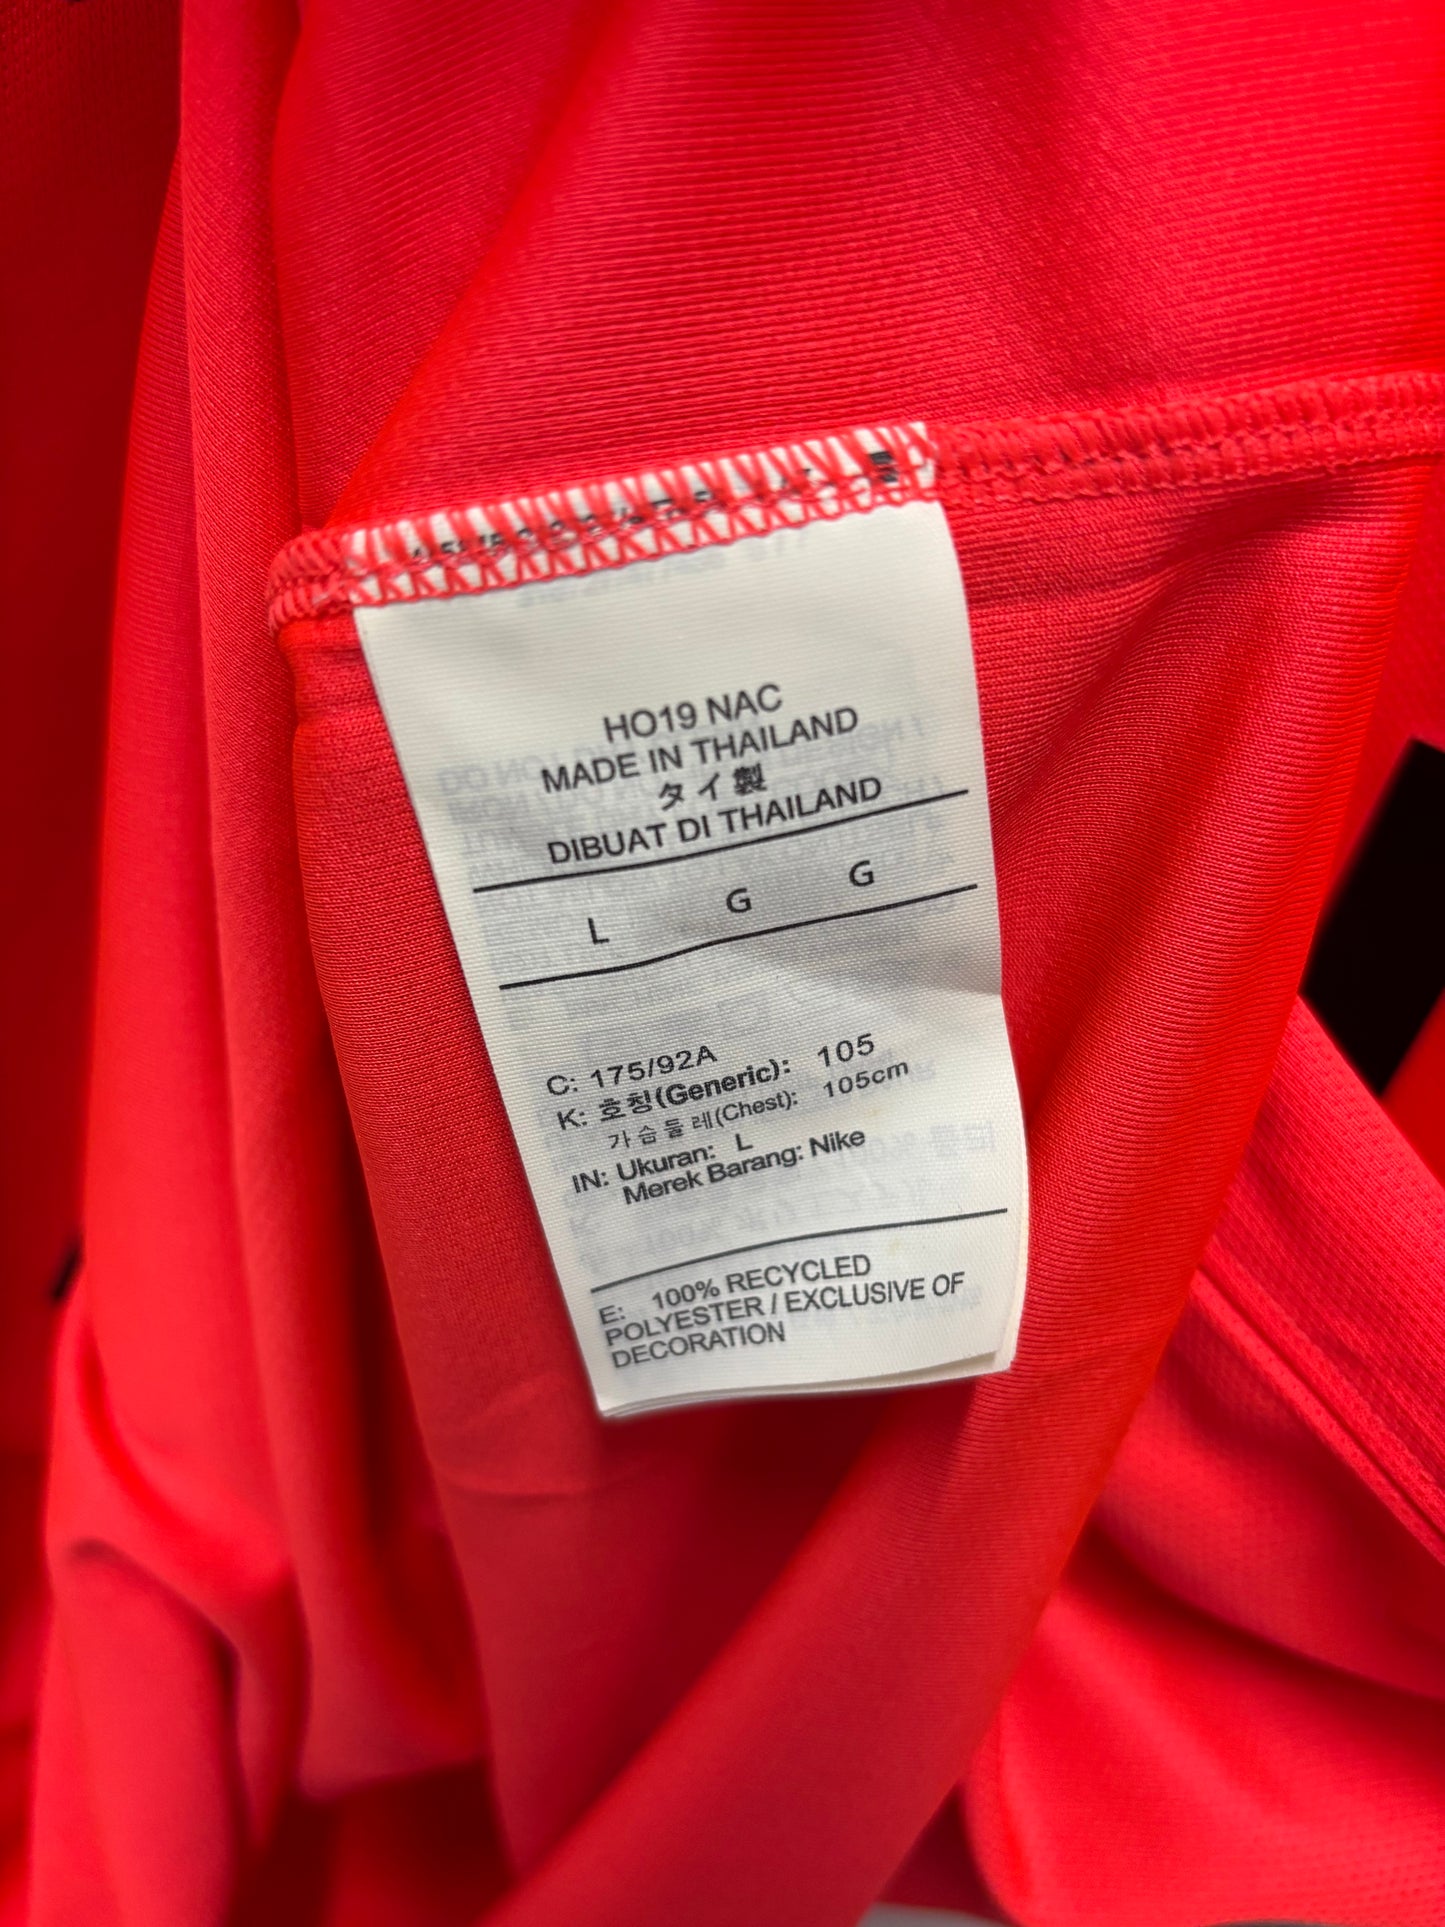 HO19 NAC
MADE IN THAILAND
タイ製
DIBUAT DI THAILAND
L G G
C: 175/92A
K: 호칭(Generic): 105
가슴둘레(Chest): 105cm
IN: Ukuran: L
Merek Barang: Nike
E: 100% RECYCLED
POLYESTER / EXCLUSIVE OF
DECORATION